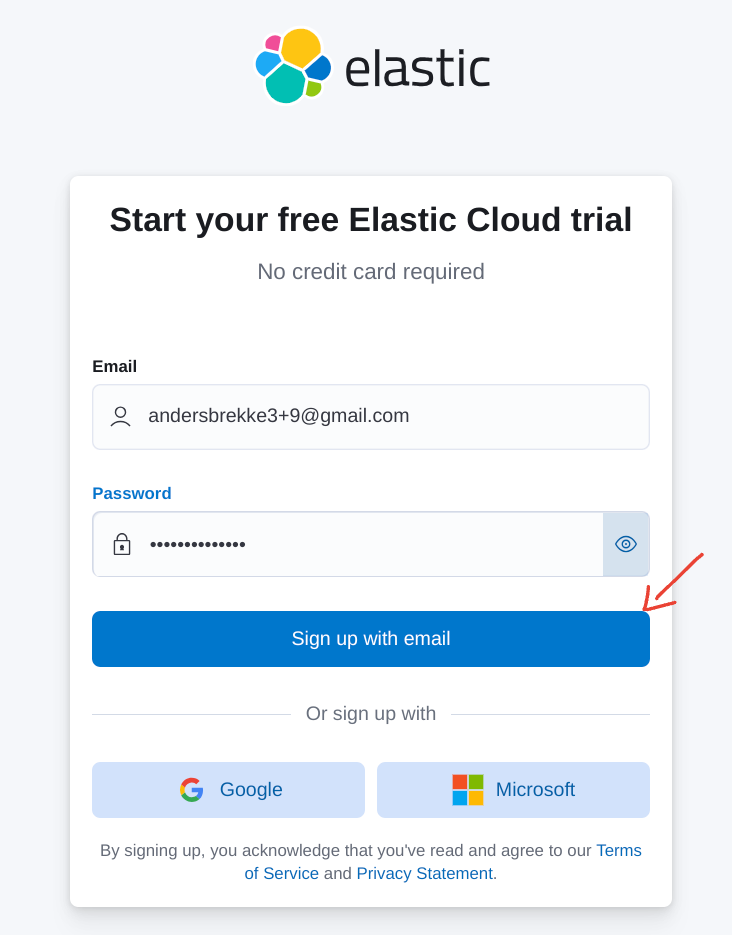 elastic
Start your free Elastic Cloud trial
No credit card required
Email
andersbrekke3+9@gmail.com
Password
••••••••••••••
Sign up with email
Or sign up with
Google
Microsoft
By signing up, you acknowledge that you've read and agree to our Terms
of Service and Privacy Statement.